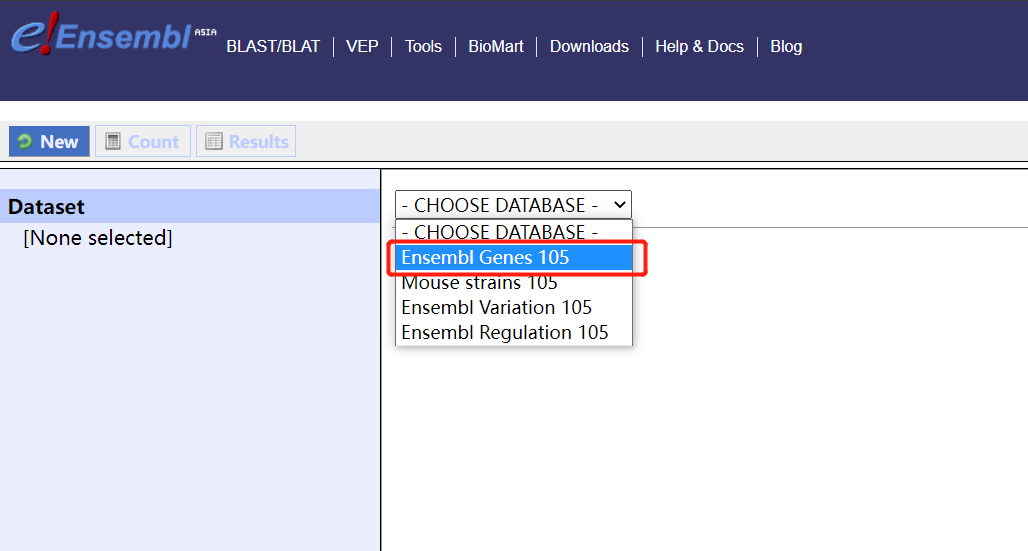 e!Ensembl ASIA BLAST/BLAT VEP Tools BioMart Downloads Help & Docs Blog
New Count Results
Dataset
[None selected]
- CHOOSE DATABASE -
- CHOOSE DATABASE -
Ensembl Genes 105
Mouse strains 105
Ensembl Variation 105
Ensembl Regulation 105